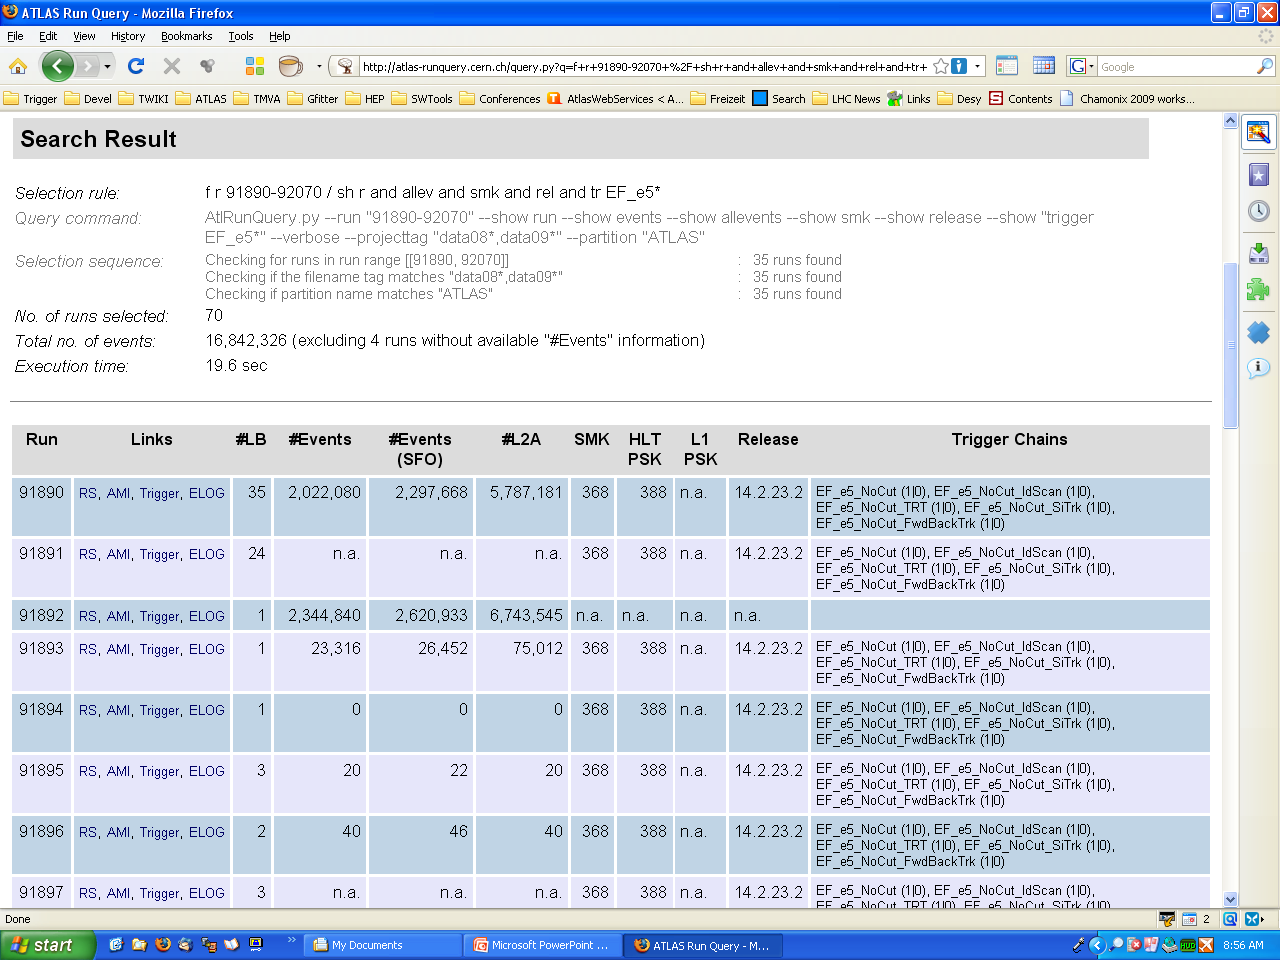 ATLAS Run Query - Mozilla Firefox
File Edit View History Bookmarks Tools Help
http://atlas-runquery.cern.ch/query.py?q=f+r+91890-92070+%2F+sh+r+and+allev+and+smk+and+rel+and+tr+
G Google
Trigger Devel TWIKI ATLAS TMVA Gfitter HEP SWTools Conferences AtlasWebServices < A... Freizeit Search LHC News Links Desy Contents Chamonix 2009 works...
Search Result
Selection rule: f r 91890-92070 / sh r and allev and smk and rel and tr EF_e5*
Query command: AtlRunQuery.py --run "91890-92070" --show run --show events --show allevents --show smk --show release --show "trigger
EF_e5*" --verbose --projecttag "data08*,data09*" --partition "ATLAS"
Selection sequence: Checking for runs in run range [[91890, 92070]] : 35 runs found
Checking if the filename tag matches "data08*,data09*" : 35 runs found
Checking if partition name matches "ATLAS" : 35 runs found
No. of runs selected: 70
Total no. of events: 16,842,326 (excluding 4 runs without available "#Events" information)
Execution time: 19.6 sec
Run Links #LB #Events #Events (SFO) #L2A SMK HLT PSK L1 PSK Release Trigger Chains
91890 RS, AMI, Trigger, ELOG 35 2,022,080 2,297,668 5,787,181 368 388 n.a. 14.2.23.2 EF_e5_NoCut (1|0), EF_e5_NoCut_IdScan (1|0),
EF_e5_NoCut_TRT (1|0), EF_e5_NoCut_SiTrk (1|0),
EF_e5_NoCut_FwdBackTrk (1|0)
91891 RS, AMI, Trigger, ELOG 24 n.a. n.a. n.a. 368 388 n.a. 14.2.23.2 EF_e5_NoCut (1|0), EF_e5_NoCut_IdScan (1|0),
EF_e5_NoCut_TRT (1|0), EF_e5_NoCut_SiTrk (1|0),
EF_e5_NoCut_FwdBackTrk (1|0)
91892 RS, AMI, Trigger, ELOG 1 2,344,840 2,620,933 6,743,545 n.a. n.a. n.a. n.a.
91893 RS, AMI, Trigger, ELOG 1 23,316 26,452 75,012 368 388 n.a. 14.2.23.2 EF_e5_NoCut (1|0), EF_e5_NoCut_IdScan (1|0),
EF_e5_NoCut_TRT (1|0), EF_e5_NoCut_SiTrk (1|0),
EF_e5_NoCut_FwdBackTrk (1|0)
91894 RS, AMI, Trigger, ELOG 1 0 0 0 368 388 n.a. 14.2.23.2 EF_e5_NoCut (1|0), EF_e5_NoCut_IdScan (1|0),
EF_e5_NoCut_TRT (1|0), EF_e5_NoCut_SiTrk (1|0),
EF_e5_NoCut_FwdBackTrk (1|0)
91895 RS, AMI, Trigger, ELOG 3 20 22 20 368 388 n.a. 14.2.23.2 EF_e5_NoCut (1|0), EF_e5_NoCut_IdScan (1|0),
EF_e5_NoCut_TRT (1|0), EF_e5_NoCut_SiTrk (1|0),
EF_e5_NoCut_FwdBackTrk (1|0)
91896 RS, AMI, Trigger, ELOG 2 40 46 40 368 388 n.a. 14.2.23.2 EF_e5_NoCut (1|0), EF_e5_NoCut_IdScan (1|0),
EF_e5_NoCut_TRT (1|0), EF_e5_NoCut_SiTrk (1|0),
EF_e5_NoCut_FwdBackTrk (1|0)
91897 RS, AMI, Trigger, ELOG 3 n.a. n.a. n.a. 368 388 n.a. 14.2.23.2 EF_e5_NoCut (1|0), EF_e5_NoCut_IdScan (1|0),
EF_e5_NoCut_TRT (1|0), EF_e5_NoCut_SiTrk (1|0),
Done 2
start My Documents Microsoft PowerPoint ... ATLAS Run Query - M... HUD 8:56 AM